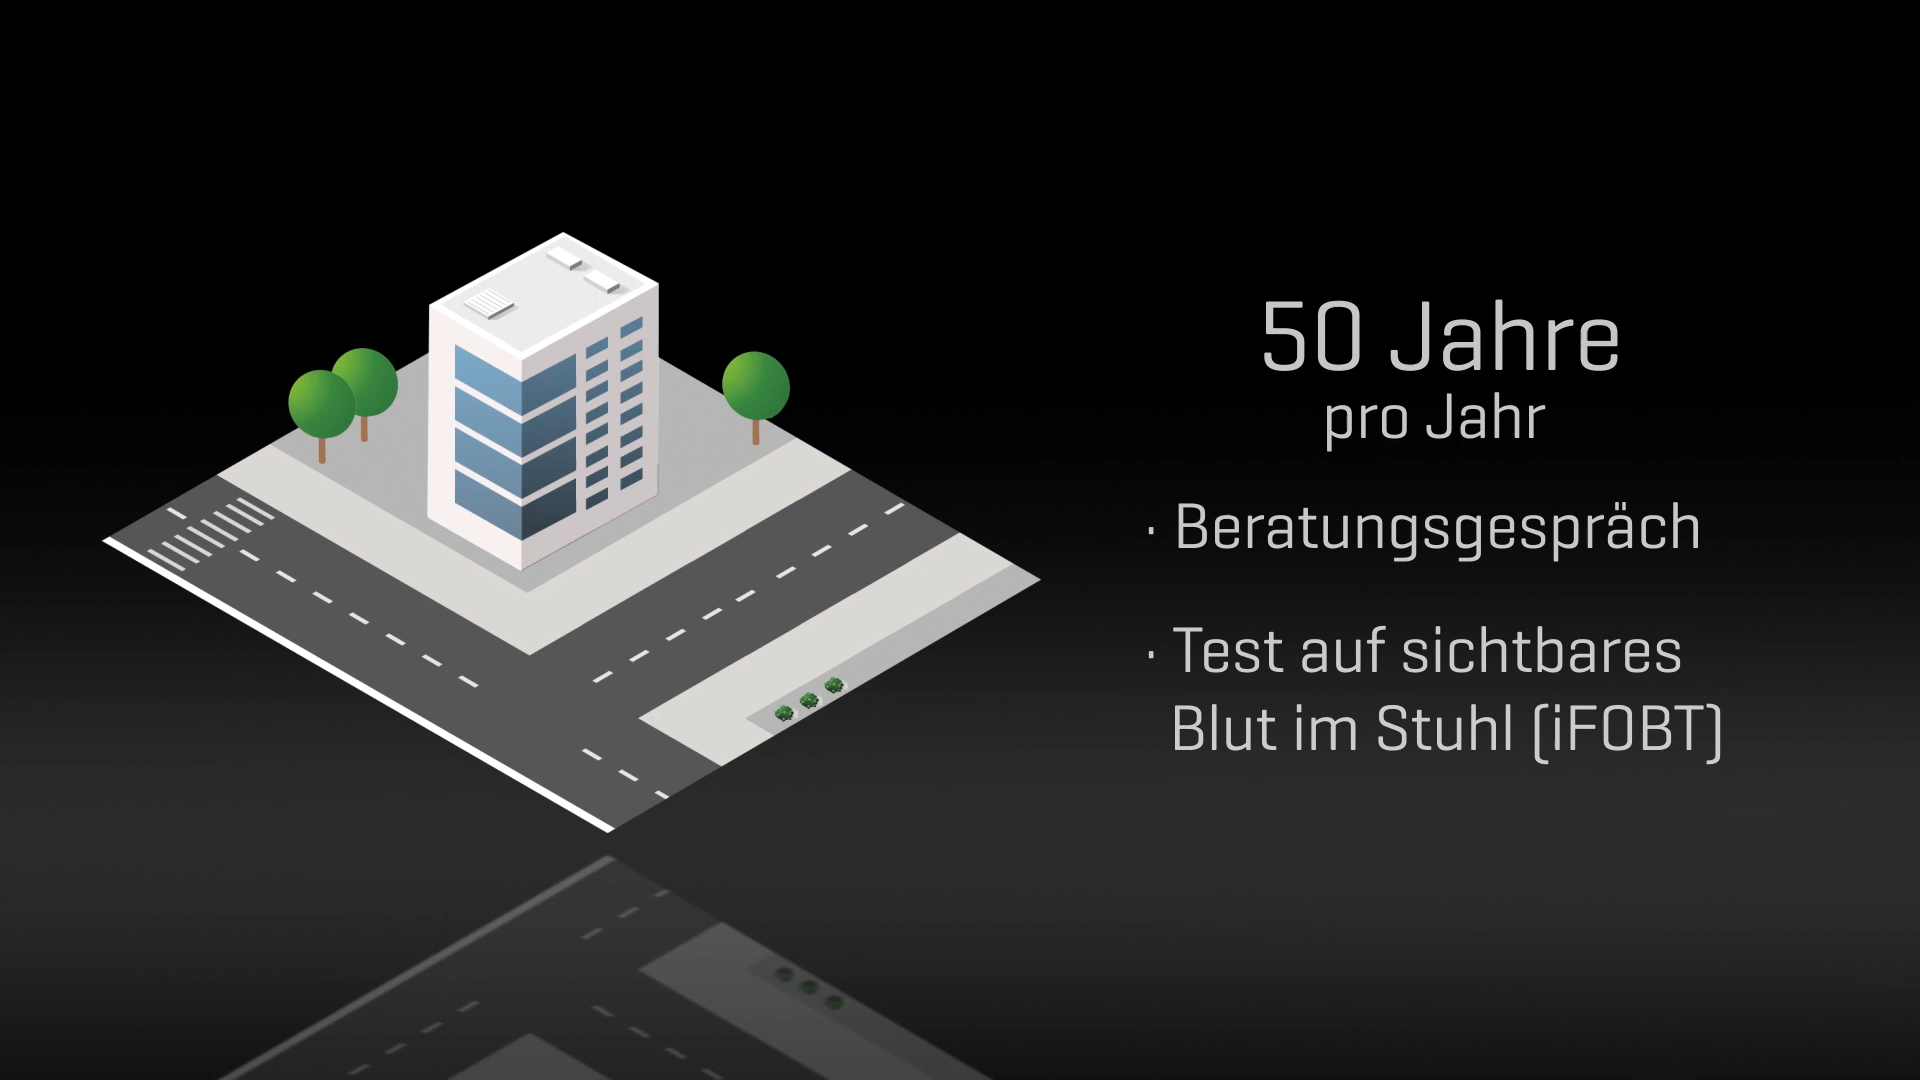 50 Jahre
pro Jahr
· Beratungsgespräch
· Test auf sichtbares
Blut im Stuhl (iFOBT)